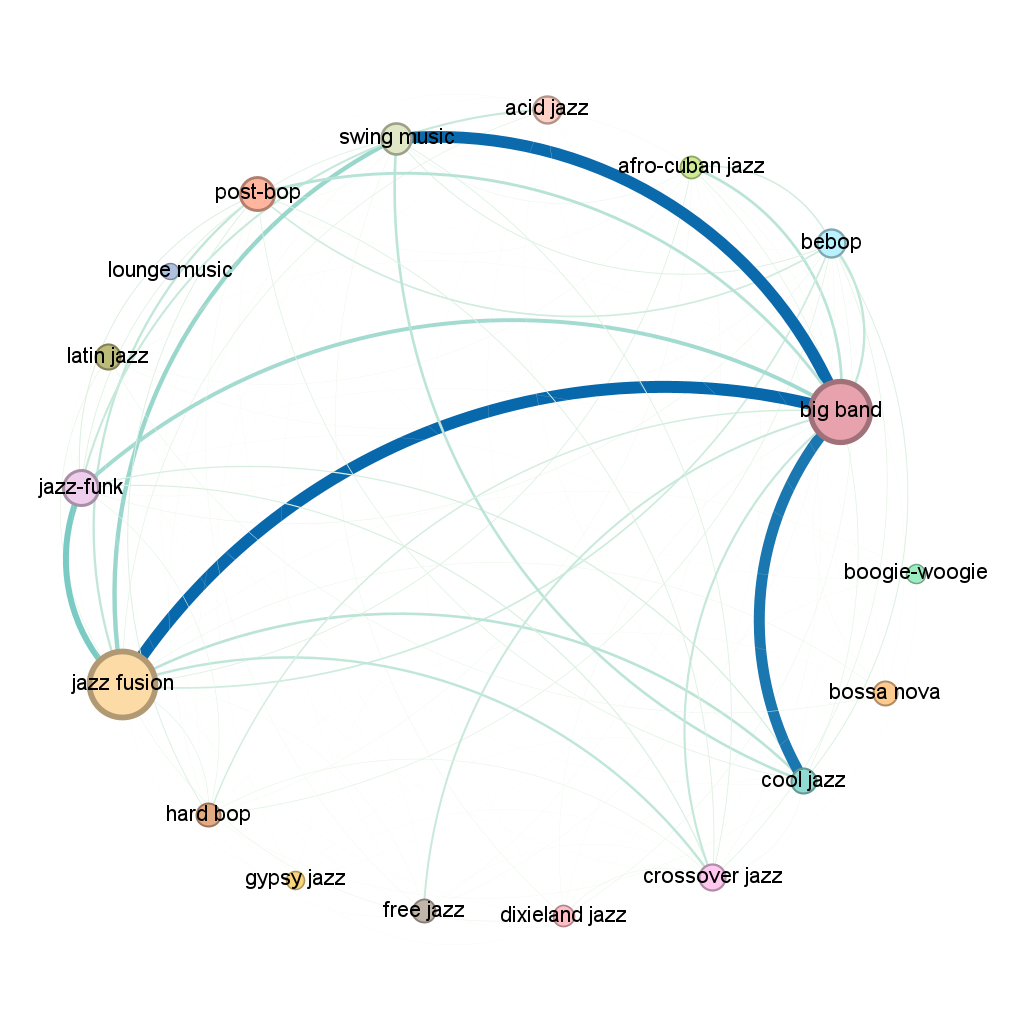 acid jazz
swing music
afro-cuban jazz
post-bop
bebop
lounge music
latin jazz
big band
jazz-funk
boogie-woogie
jazz fusion
bossa nova
cool jazz
hard bop
crossover jazz
gypsy jazz
free jazz
dixieland jazz